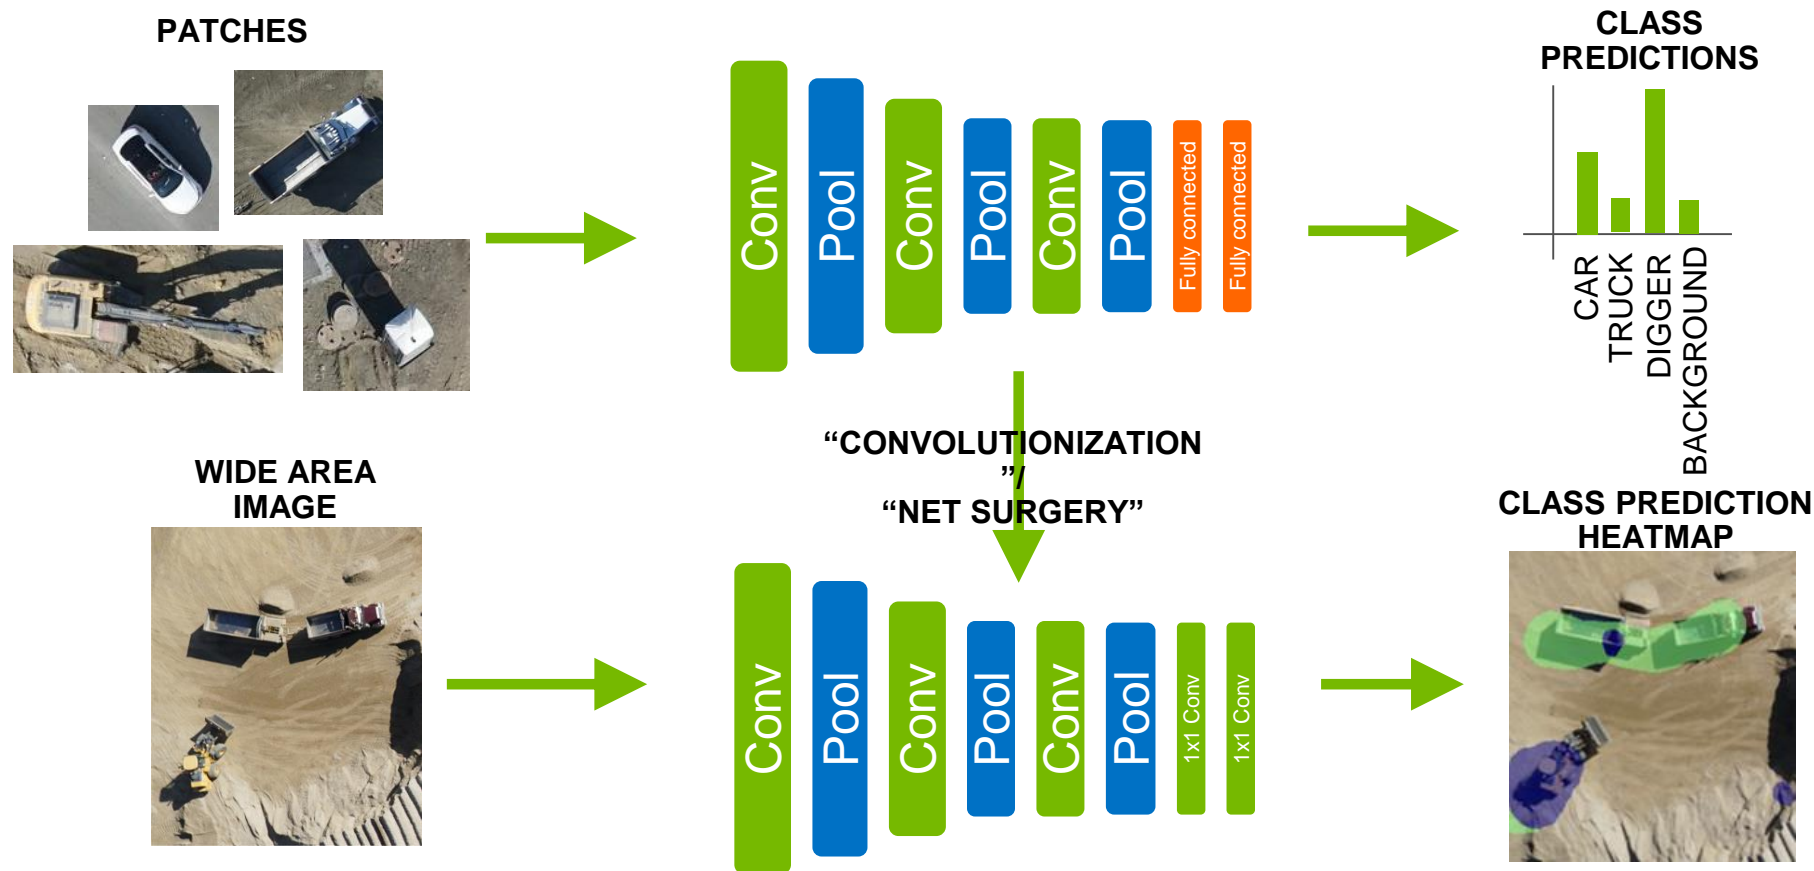 PATCHES
CLASS
PREDICTIONS
Conv
Pool
Conv
Pool
Conv
Pool
Fully connected
Fully connected
CAR
TRUCK
DIGGER
BACKGROUND
“CONVOLUTIONIZATION
”/
“NET SURGERY”
WIDE AREA
IMAGE
Conv
Pool
Conv
Pool
Conv
Pool
1x1 Conv
1x1 Conv
CLASS PREDICTION
HEATMAP